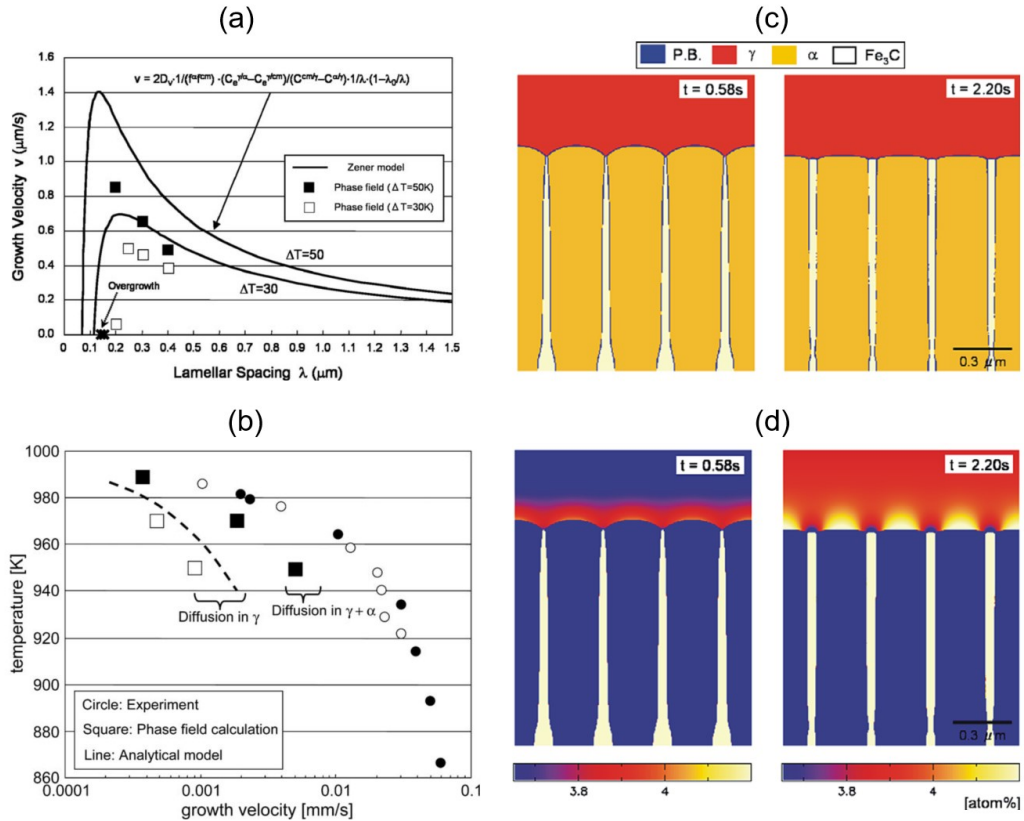 (a)
1.6
1.4
1.2
1.0
0.8
0.6
0.4
0.2
0.0
Growth Velocity v (μm/s)
v = 2Dᵥ·1/(fᵅfᶜᵐ) ·(Cₑᵞ/ᵅ–Cₑᵞ/ᶜᵐ)/(Cᶜᵐ/ᵞ–Cᵅ/ᵞ)·1/λ·(1–λ₀/λ)
Zener model
Phase field (ΔT=50K)
Phase field (ΔT=30K)
ΔT=50
ΔT=30
Overgrowth
0 0.1 0.2 0.3 0.4 0.5 0.6 0.7 0.8 0.9 1 1.1 1.2 1.3 1.4 1.5
Lamellar Spacing λ (μm)
(b)
1000
980
960
940
920
900
880
860
temperature [K]
Diffusion in γ
Diffusion in γ + α
Circle: Experiment
Square: Phase field calculation
Line: Analytical model
0.0001 0.001 0.01 0.1
growth velocity [mm/s]
(c)
P.B. γ α Fe₃C
t = 0.58s
t = 2.20s
0.3 μm
(d)
t = 0.58s
t = 2.20s
0.3 μm
3.8 4
3.8 4
[atom%]